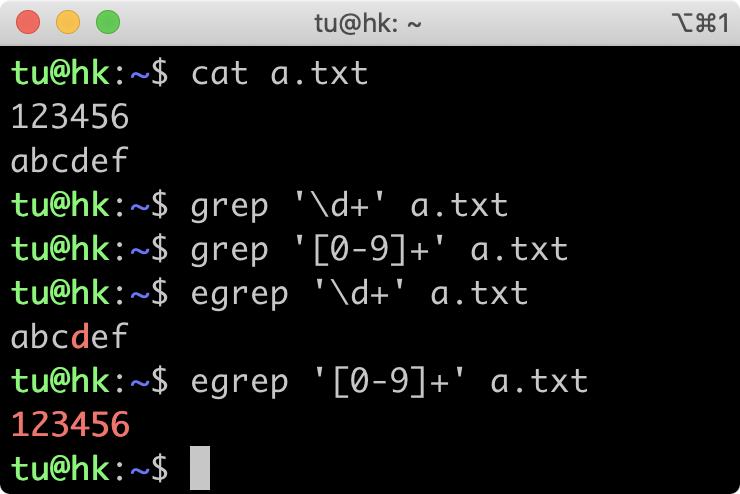 tu@hk: ~ ⌥⌘1
tu@hk:~$ cat a.txt
123456
abcdef
tu@hk:~$ grep '\d+' a.txt
tu@hk:~$ grep '[0-9]+' a.txt
tu@hk:~$ egrep '\d+' a.txt
abcdef
tu@hk:~$ egrep '[0-9]+' a.txt
123456
tu@hk:~$